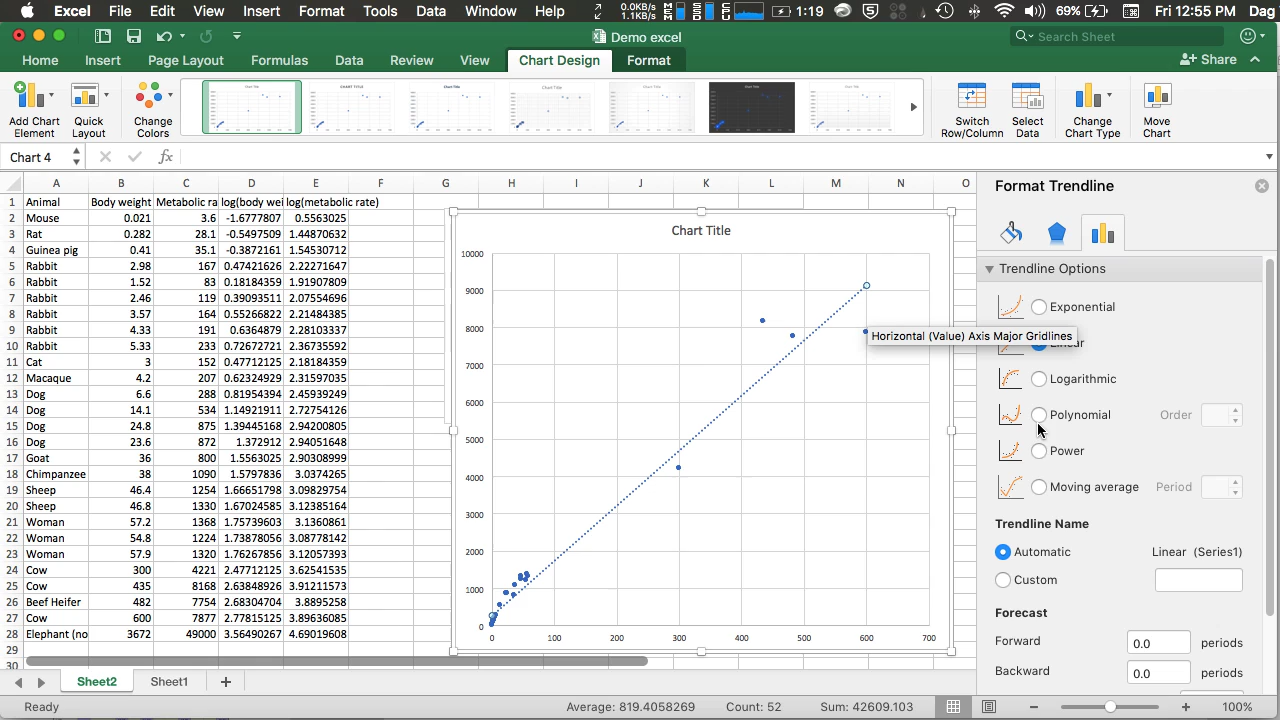 Excel File Edit View Insert Format Tools Data Window Help 0.0KB/s 0.1KB/s 1:19 69% Fri 12:55 PM Dag
Demo excel
Search Sheet
Home Insert Page Layout Formulas Data Review View Chart Design Format Share
Add Chart Element
Quick Layout
Change Colors
Switch Row/Column
Select Data
Change Chart Type
Move Chart
Chart 4 fx
A B C D E F G H I J K L M N O
1 Animal Body weight Metabolic ra log(body wei log(metabolic rate)
2 Mouse 0.021 3.6 -1.6777807 0.5563025
3 Rat 0.282 28.1 -0.5497509 1.44870632
4 Guinea pig 0.41 35.1 -0.3872161 1.54530712
5 Rabbit 2.98 167 0.47421626 2.22271647
6 Rabbit 1.52 83 0.18184359 1.91907809
7 Rabbit 2.46 119 0.39093511 2.07554696
8 Rabbit 3.57 164 0.55266822 2.21484385
9 Rabbit 4.33 191 0.6364879 2.28103337
10 Rabbit 5.33 233 0.72672721 2.36735592
11 Cat 3 152 0.47712125 2.18184359
12 Macaque 4.2 207 0.62324929 2.31597035
13 Dog 6.6 288 0.81954394 2.45939249
14 Dog 14.1 534 1.14921911 2.72754126
15 Dog 24.8 875 1.39445168 2.94200805
16 Dog 23.6 872 1.372912 2.94051648
17 Goat 36 800 1.5563025 2.90308999
18 Chimpanzee 38 1090 1.5797836 3.0374265
19 Sheep 46.4 1254 1.66651798 3.09829754
20 Sheep 46.8 1330 1.67024585 3.12385164
21 Woman 57.2 1368 1.75739603 3.1360861
22 Woman 54.8 1224 1.73878056 3.08778142
23 Woman 57.9 1320 1.76267856 3.12057393
24 Cow 300 4221 2.47712125 3.62541535
25 Cow 435 8168 2.63848926 3.91211573
26 Beef Heifer 482 7754 2.68304704 3.8895258
27 Cow 600 7877 2.77815125 3.89636085
28 Elephant (no 3672 49000 3.56490267 4.69019608
29
30
Chart Title
10000
9000
8000
7000
6000
5000
4000
3000
2000
1000
0
0 100 200 300 400 500 600 700
Horizontal (Value) Axis Major Gridlines
Format Trendline
Trendline Options
Exponential
Logarithmic
Polynomial Order
Power
Moving average Period
Trendline Name
Automatic Linear (Series1)
Custom
Forecast
Forward 0.0 periods
Backward 0.0 periods
Sheet2 Sheet1 +
Ready Average: 819.4058269 Count: 52 Sum: 42609.103 100%